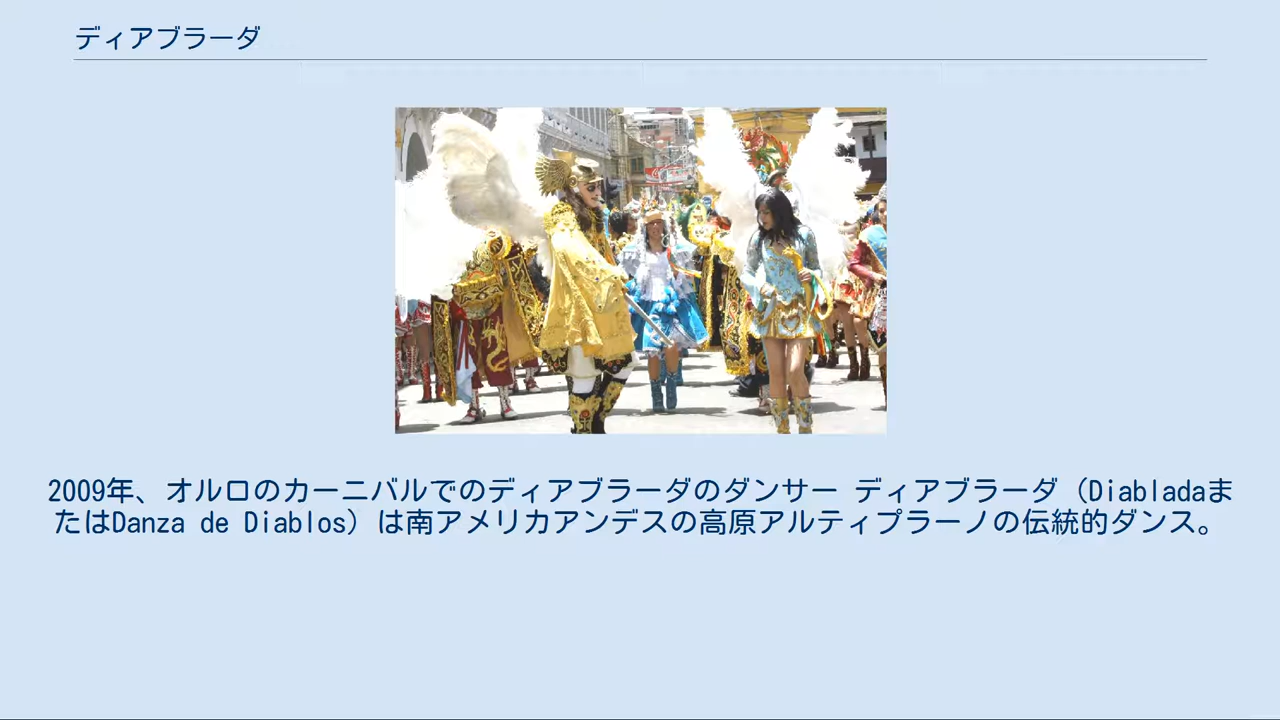 ディアブラーダ
2009年、オルロのカーニバルでのディアブラーダのダンサー ディアブラーダ（Diabladaま
たはDanza de Diablos）は南アメリカアンデスの高原アルティプラーノの伝統的ダンス。